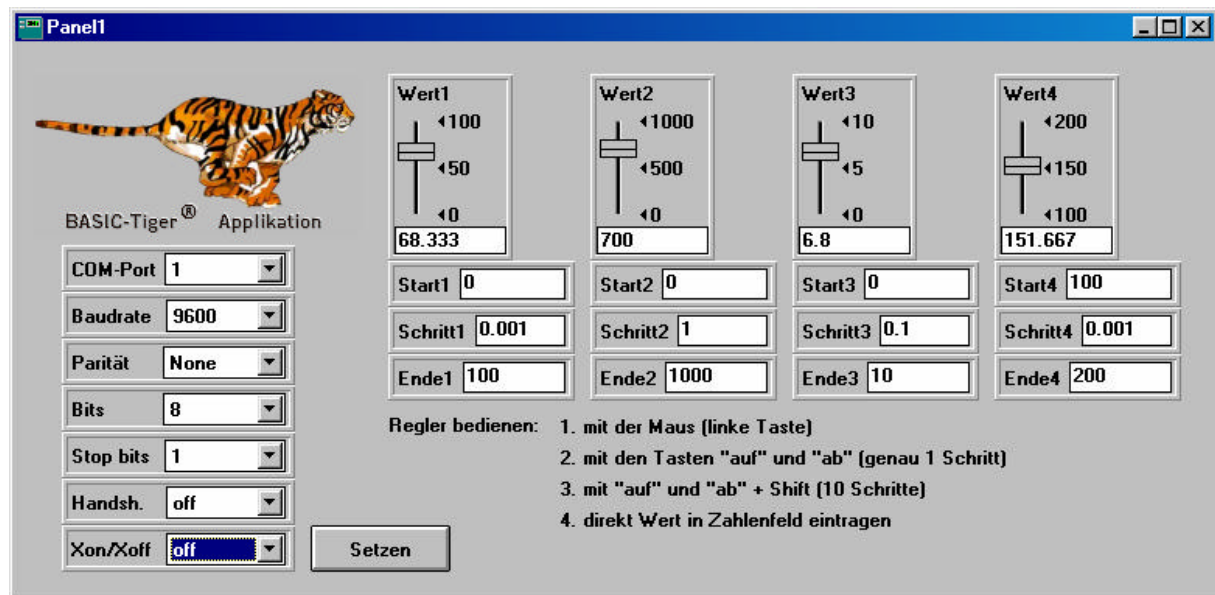 Panel1
BASIC-Tiger® Applikation
COM-Port 1
Baudrate 9600
Parität None
Bits 8
Stop bits 1
Handsh. off
Xon/Xoff off
Setzen
Wert1
100
50
0
68.333
Start1 0
Schritt1 0.001
Ende1 100
Wert2
1000
500
0
700
Start2 0
Schritt2 1
Ende2 1000
Wert3
10
5
0
6.8
Start3 0
Schritt3 0.1
Ende3 10
Wert4
200
150
100
151.667
Start4 100
Schritt4 0.001
Ende4 200
Regler bedienen: 1. mit der Maus (linke Taste)
2. mit den Tasten "auf" und "ab" (genau 1 Schritt)
3. mit "auf" und "ab" + Shift (10 Schritte)
4. direkt Wert in Zahlenfeld eintragen